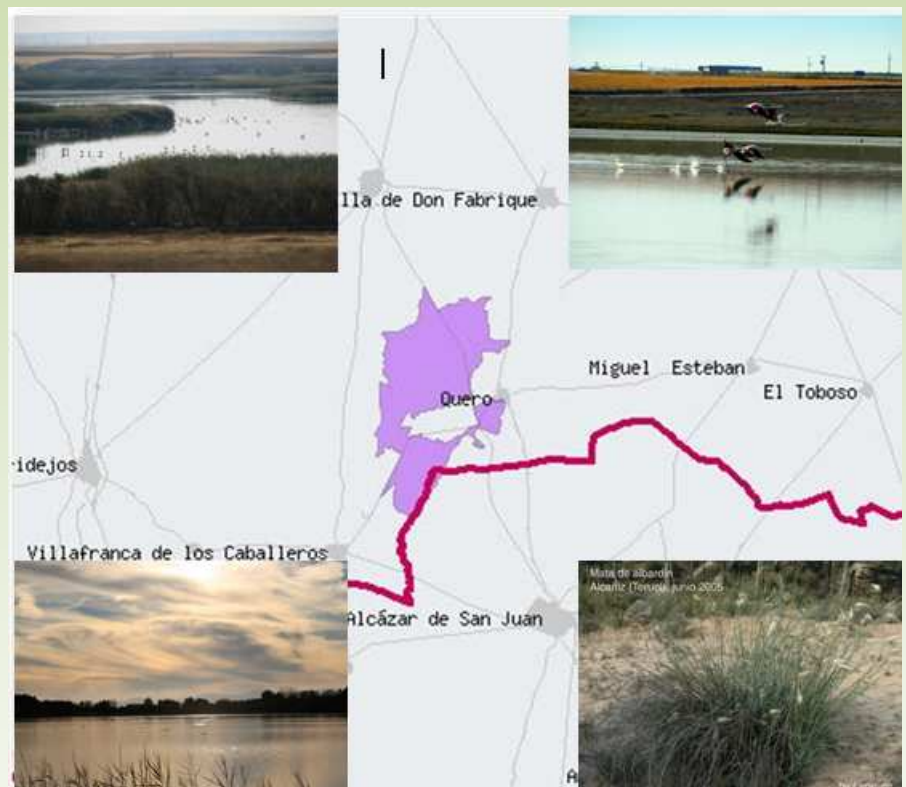 lla de Don Fabrique
Miguel Esteban
El Toboso
Quero
ridejos
Villafranca de los Caballeros
Mata de albardín
Alcañiz (Teruel), junio 2005
Alcázar de San Juan
A